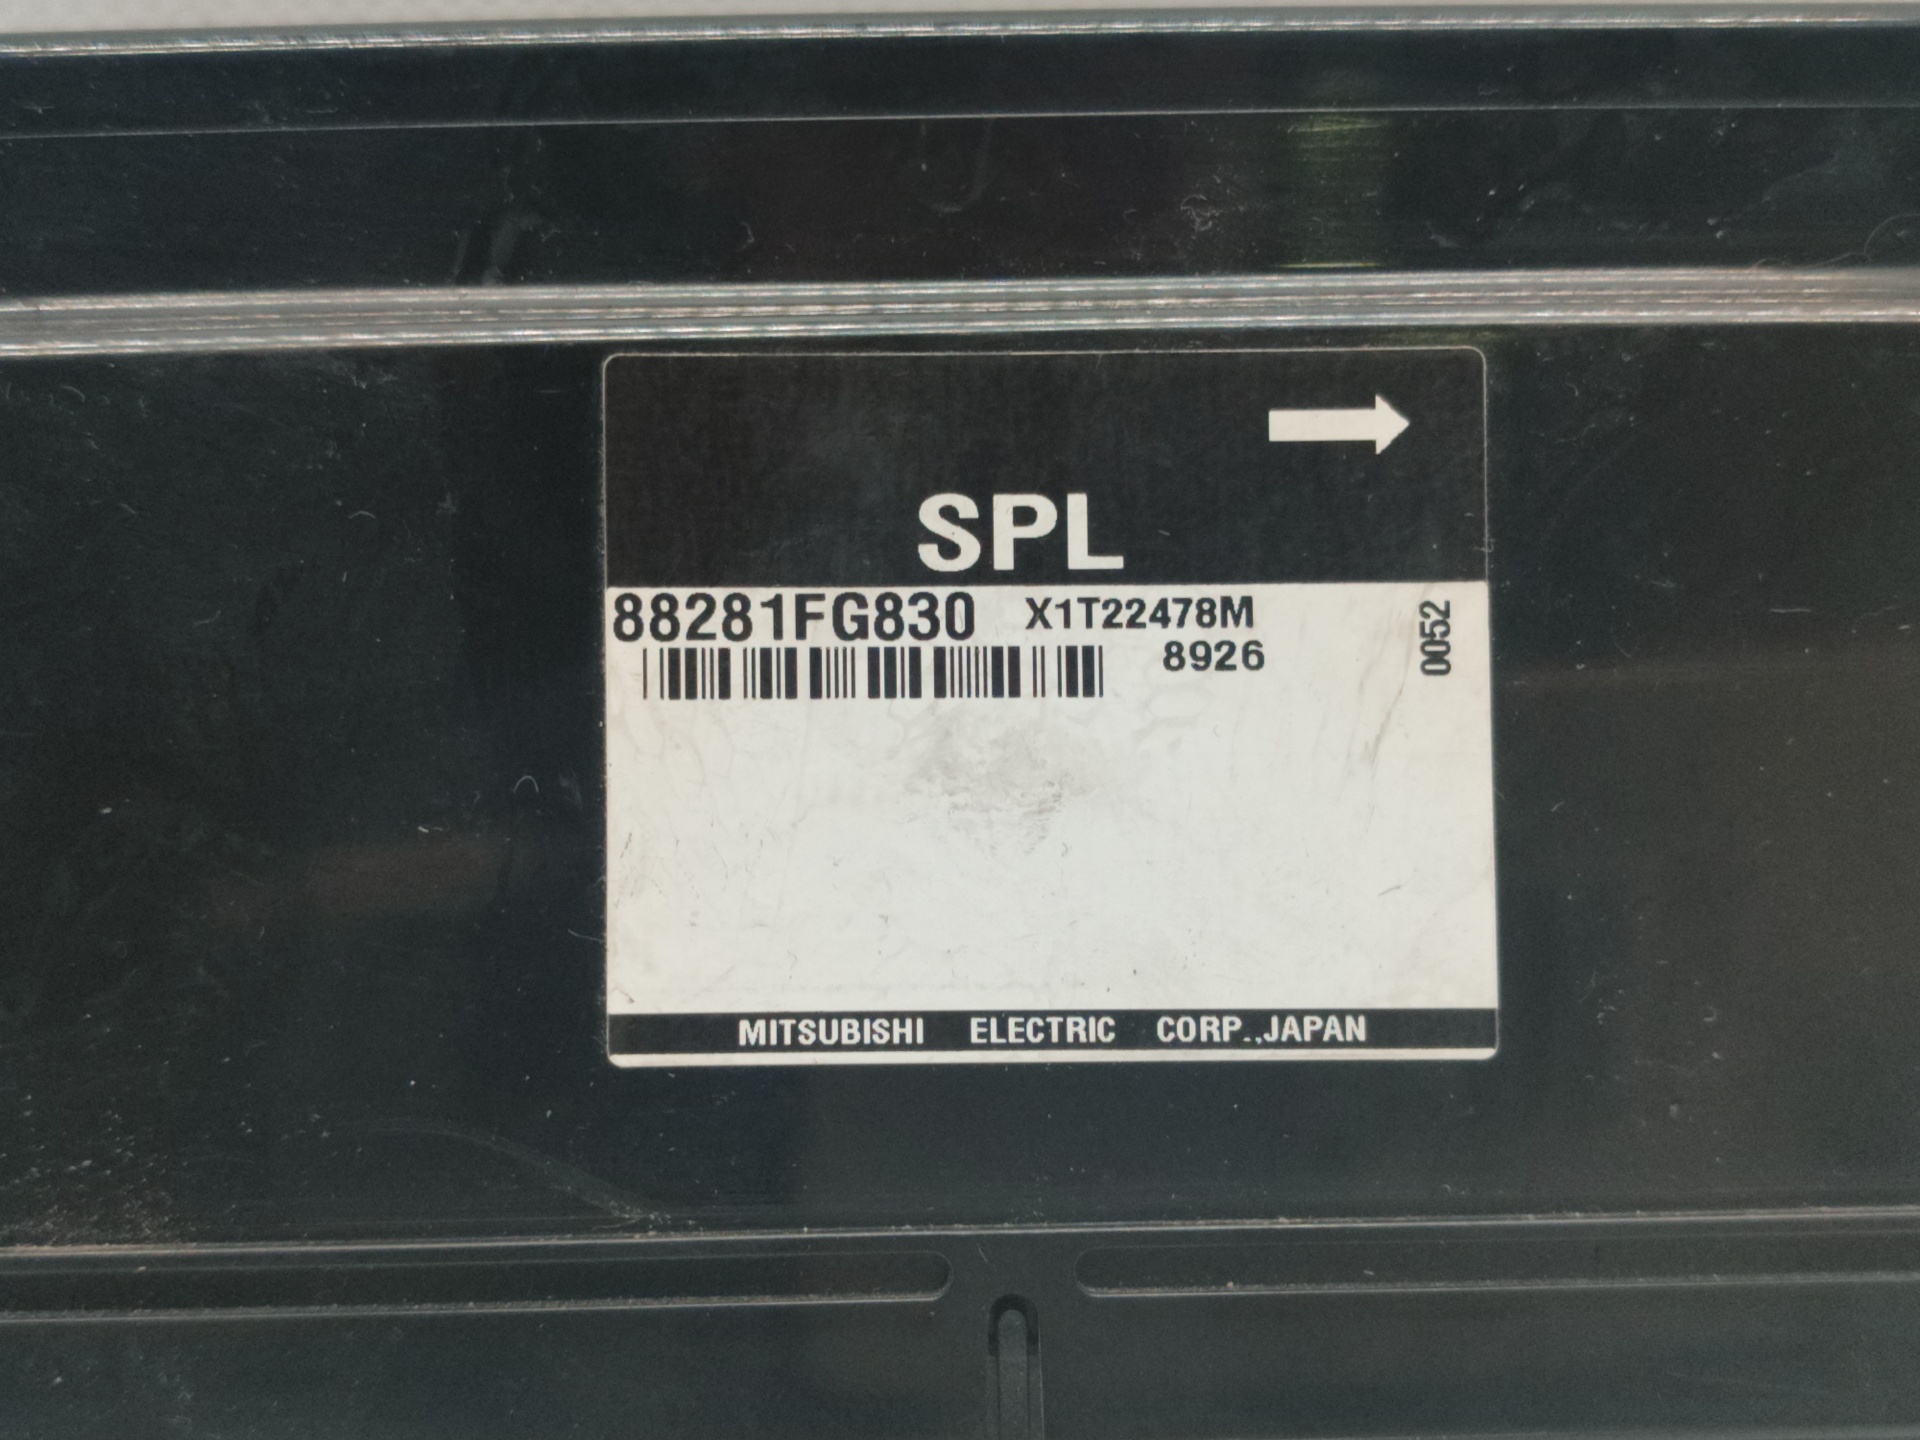 SPL
88281FG830 X1T22478M
8926
0052
MITSUBISHI ELECTRIC CORP.,JAPAN